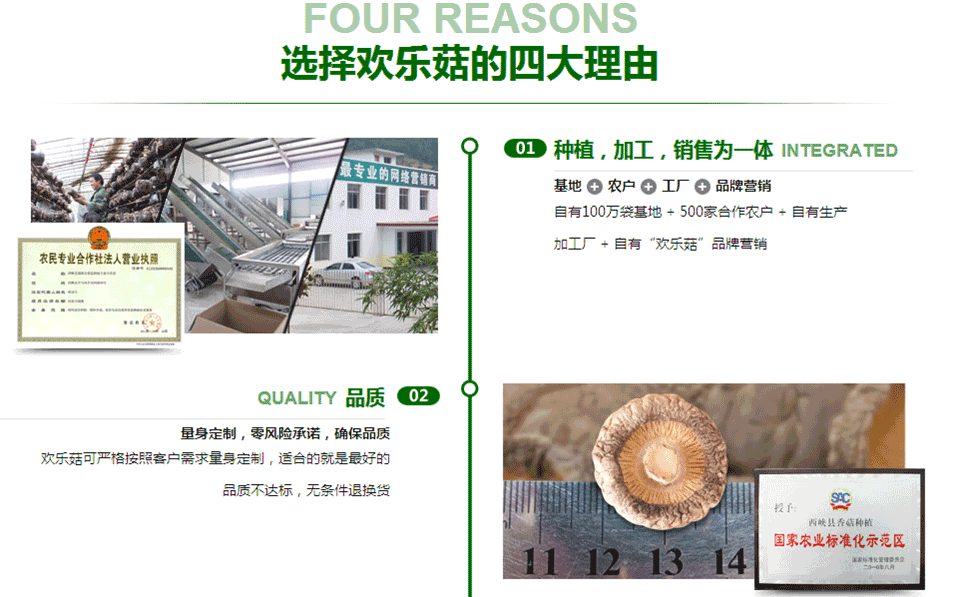 FOUR REASONS
选择欢乐菇的四大理由
01 种植，加工，销售为一体 INTEGRATED
基地 + 农户 + 工厂 + 品牌营销
自有100万袋基地 + 500家合作农户 + 自有生产
加工厂 + 自有“欢乐菇”品牌营销
最专业的网络营销商
农民专业合作社法人营业执照
QUALITY 品质 02
量身定制，零风险承诺，确保品质
欢乐菇可严格按照客户需求量身定制，适合的就是最好的
品质不达标，无条件退换货
11 12 13 14
SAC
授予:
西峡县香菇种植
国家农业标准化示范区
国家标准化管理委员会
二〇一〇年八月